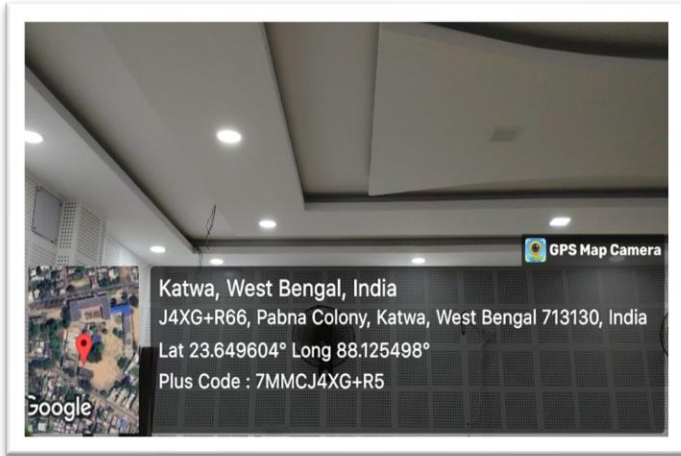 GPS Map Camera
Katwa, West Bengal, India
J4XG+R66, Pabna Colony, Katwa, West Bengal 713130, India
Lat 23.649604° Long 88.125498°
Plus Code : 7MMCJ4XG+R5
Google